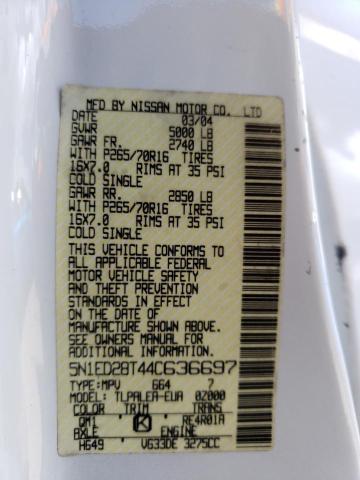 MFD BY NISSAN MOTOR CO. LTD
DATE 03/04
GVWR 5000 LB
GAWR FR. 2740 LB
WITH P265/70R16 TIRES
16X7.0 RIMS AT 35 PSI
COLD SINGLE
GAWR RR. 2850 LB
WITH P265/70R16 TIRES
16X7.0 RIMS AT 35 PSI
COLD SINGLE
THIS VEHICLE CONFORMS TO
ALL APPLICABLE FEDERAL
MOTOR VEHICLE SAFETY
AND THEFT PREVENTION
STANDARDS IN EFFECT
ON THE DATE OF
MANUFACTURE SHOWN ABOVE.
SEE OWNERS MANUAL FOR
ADDITIONAL INFORMATION
5N1ED28T44C636697
TYPE:MPV 664 7
MODEL: TLPALEA-EUA 0Z000
COLOR TRIM TRANS
QM1 K RE4R01A
AXLE ENGINE
HG49 VG33DE 3275CC